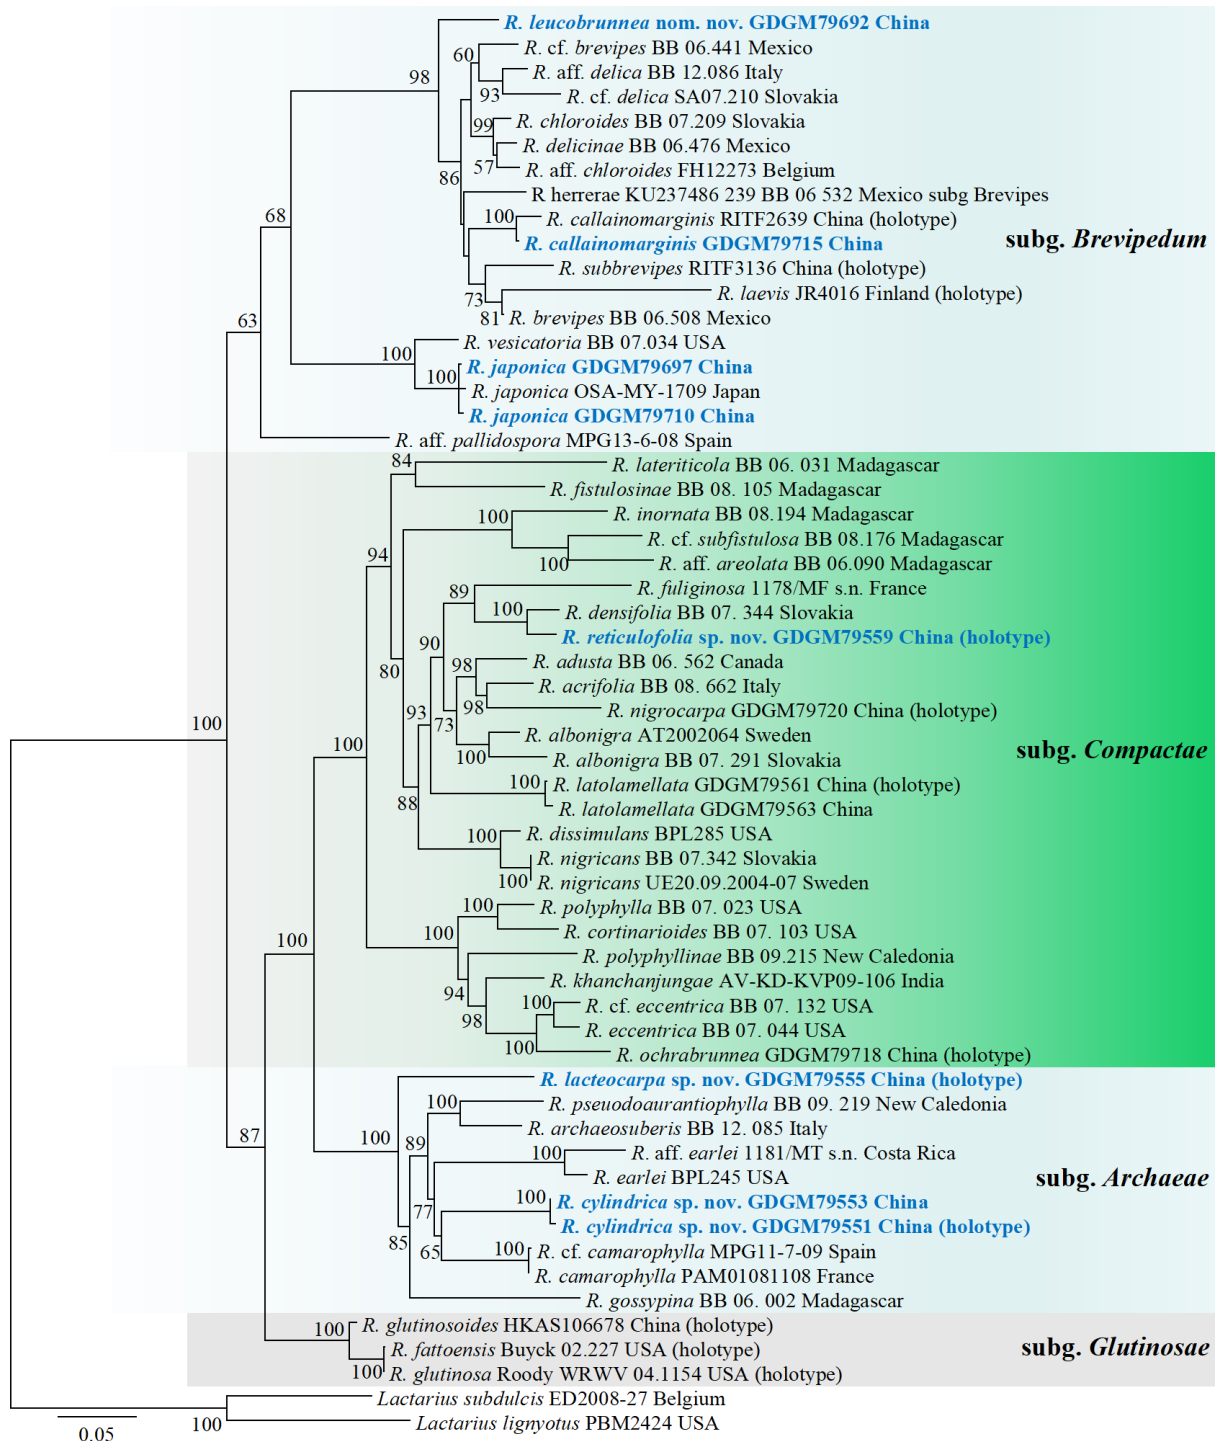 R. leucobrunnea nom. nov. GDGM79692 China
60
R. cf. brevipes BB 06.441 Mexico
98
R. aff. delica BB 12.086 Italy
93
R. cf. delica SA07.210 Slovakia
99
R. chloroides BB 07.209 Slovakia
R. delicinae BB 06.476 Mexico
57
R. aff. chloroides FH12273 Belgium
86
R herrerae KU237486 239 BB 06 532 Mexico subg Brevipes
68
100
R. callainomarginis RITF2639 China (holotype)
R. callainomarginis GDGM79715 China
subg. Brevipedum
R. subbrevipes RITF3136 China (holotype)
73
R. laevis JR4016 Finland (holotype)
63
81
R. brevipes BB 06.508 Mexico
R. vesicatoria BB 07.034 USA
100
R. japonica GDGM79697 China
100
R. japonica OSA-MY-1709 Japan
R. japonica GDGM79710 China
R. aff. pallidospora MPG13-6-08 Spain
84
R. lateriticola BB 06. 031 Madagascar
R. fistulosinae BB 08. 105 Madagascar
100
R. inornata BB 08.194 Madagascar
R. cf. subfistulosa BB 08.176 Madagascar
94
100
R. aff. areolata BB 06.090 Madagascar
89
R. fuliginosa 1178/MF s.n. France
100
R. densifolia BB 07. 344 Slovakia
R. reticulofolia sp. nov. GDGM79559 China (holotype)
90
98
R. adusta BB 06. 562 Canada
80
R. acrifolia BB 08. 662 Italy
98
R. nigrocarpa GDGM79720 China (holotype)
93
73
100
R. albonigra AT2002064 Sweden
100
R. albonigra BB 07. 291 Slovakia
subg. Compactae
100
100
R. latolamellata GDGM79561 China (holotype)
88
R. latolamellata GDGM79563 China
100
R. dissimulans BPL285 USA
R. nigricans BB 07.342 Slovakia
100
R. nigricans UE20.09.2004-07 Sweden
100
R. polyphylla BB 07. 023 USA
100
R. cortinarioides BB 07. 103 USA
100
R. polyphyllinae BB 09.215 New Caledonia
R. khanchanjungae AV-KD-KVP09-106 India
94
100
R. cf. eccentrica BB 07. 132 USA
98
R. eccentrica BB 07. 044 USA
100
R. ochrabrunnea GDGM79718 China (holotype)
R. lacteocarpa sp. nov. GDGM79555 China (holotype)
100
R. pseudoaurantiophylla BB 09. 219 New Caledonia
87
R. archaeosuberis BB 12. 085 Italy
100
89
100
R. aff. earlei 1181/MT s.n. Costa Rica
R. earlei BPL245 USA
subg. Archaeae
100
R. cylindrica sp. nov. GDGM79553 China
77
R. cylindrica sp. nov. GDGM79551 China (holotype)
85
65
100
R. cf. camarophylla MPG11-7-09 Spain
R. camarophylla PAM01081108 France
R. gossypina BB 06. 002 Madagascar
100
R. glutinosoides HKAS106678 China (holotype)
R. fattoensis Buyck 02.227 USA (holotype)
subg. Glutinosae
100
R. glutinosa Roody WRWV 04.1154 USA (holotype)
Lactarius subdulcis ED2008-27 Belgium
100
Lactarius lignyotus PBM2424 USA
0.05